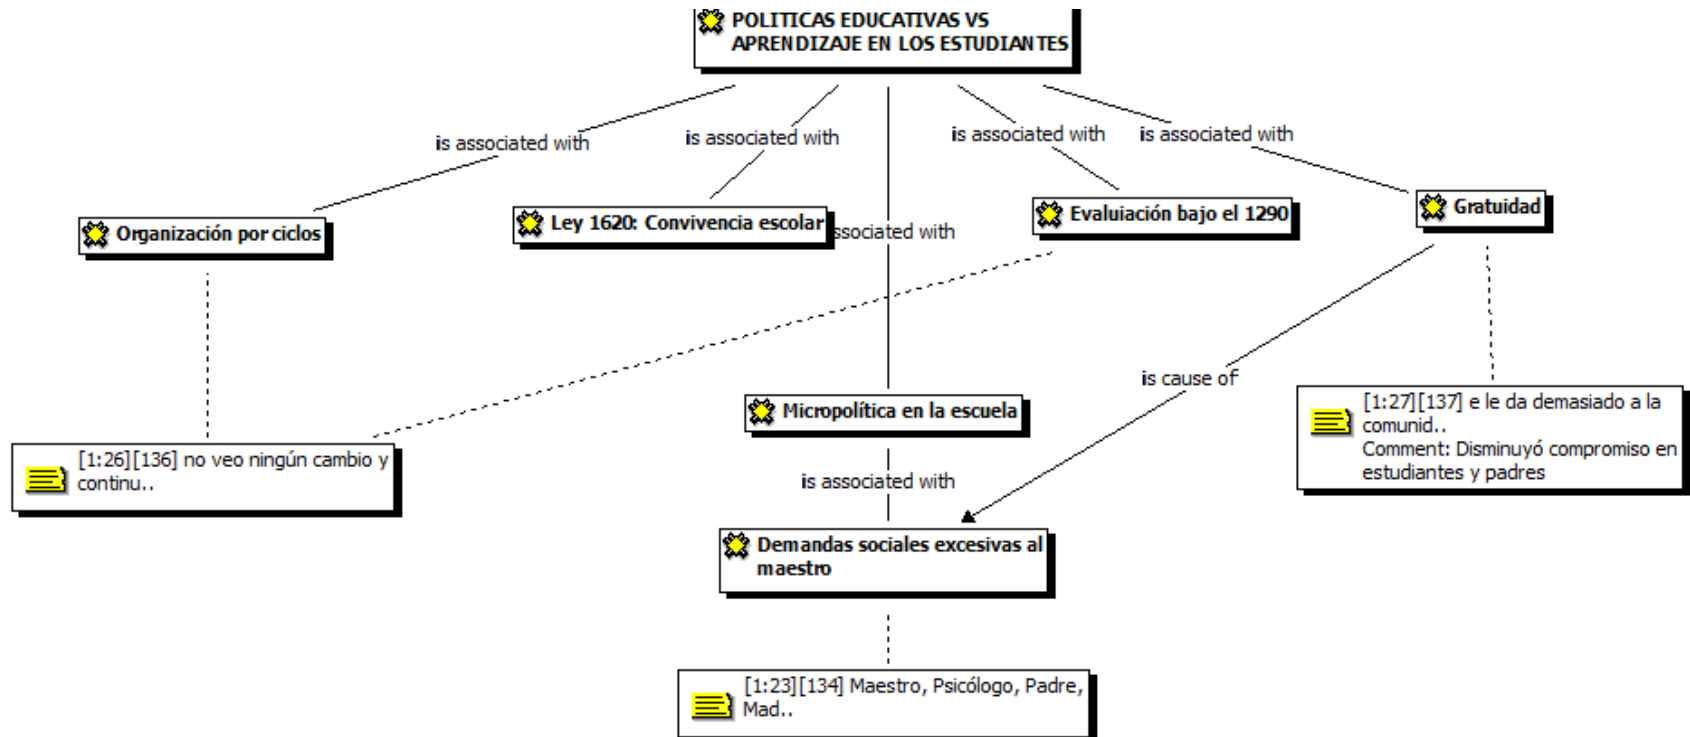 POLITICAS EDUCATIVAS VS
APRENDIZAJE EN LOS ESTUDIANTES
is associated with
is associated with
is associated with
is associated with
Organización por ciclos
Ley 1620: Convivencia escolar
ssociated with
Evaluiación bajo el 1290
Gratuidad
is cause of
Micropolítica en la escuela
[1:27][137] e le da demasiado a la
comunid..
Comment: Disminuyó compromiso en
estudiantes y padres
[1:26][136] no veo ningún cambio y
continu..
is associated with
Demandas sociales excesivas al
maestro
[1:23][134] Maestro, Psicólogo, Padre,
Mad..